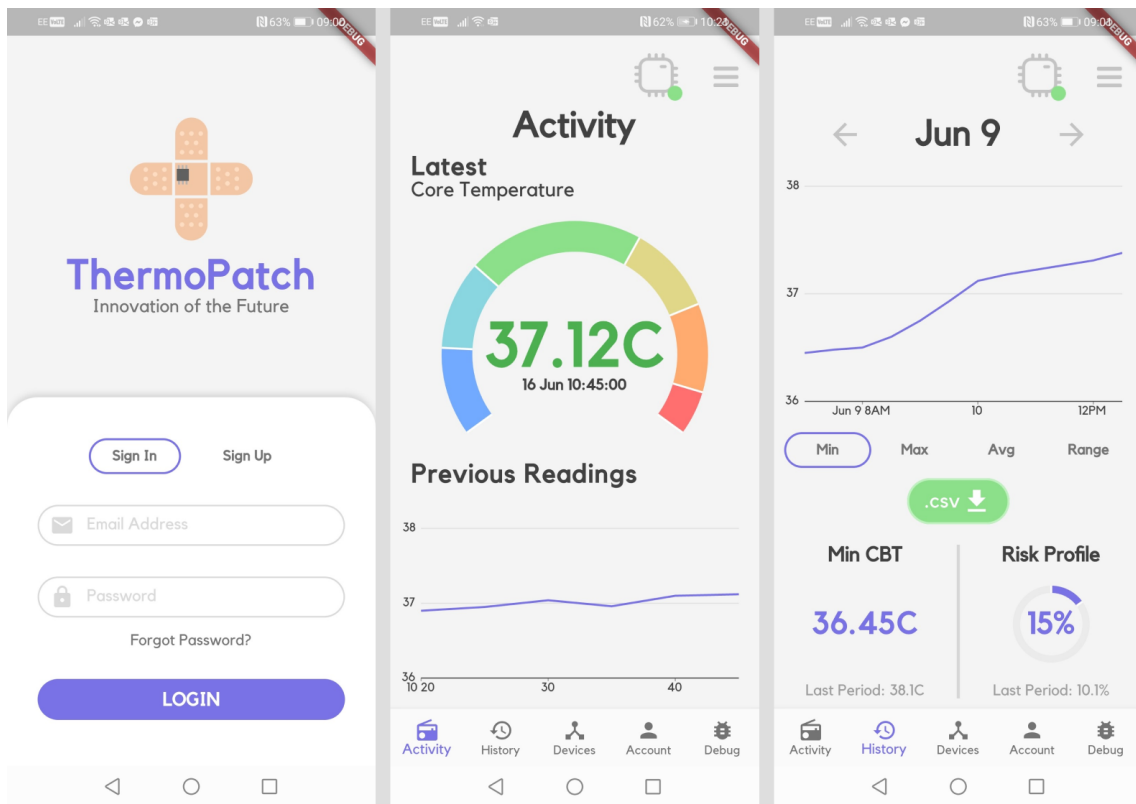 EE VoLTE 63% 09:00
DEBUG
ThermoPatch
Innovation of the Future
Sign In Sign Up
Email Address
Password
Forgot Password?
LOGIN
EE VoLTE 62%
DEBUG
Activity
Latest
Core Temperature
37.12C
16 Jun 10:45:00
Previous Readings
38
37
36
10 20 30 40
Activity History Devices Account Debug
EE VoLTE 63%
DEBUG
Jun 9
38
37
36
Jun 9 8AM 10 12PM
Min Max Avg Range
.csv
Min CBT Risk Profile
36.45C 15%
Last Period: 38.1C Last Period: 10.1%
Activity History Devices Account Debug